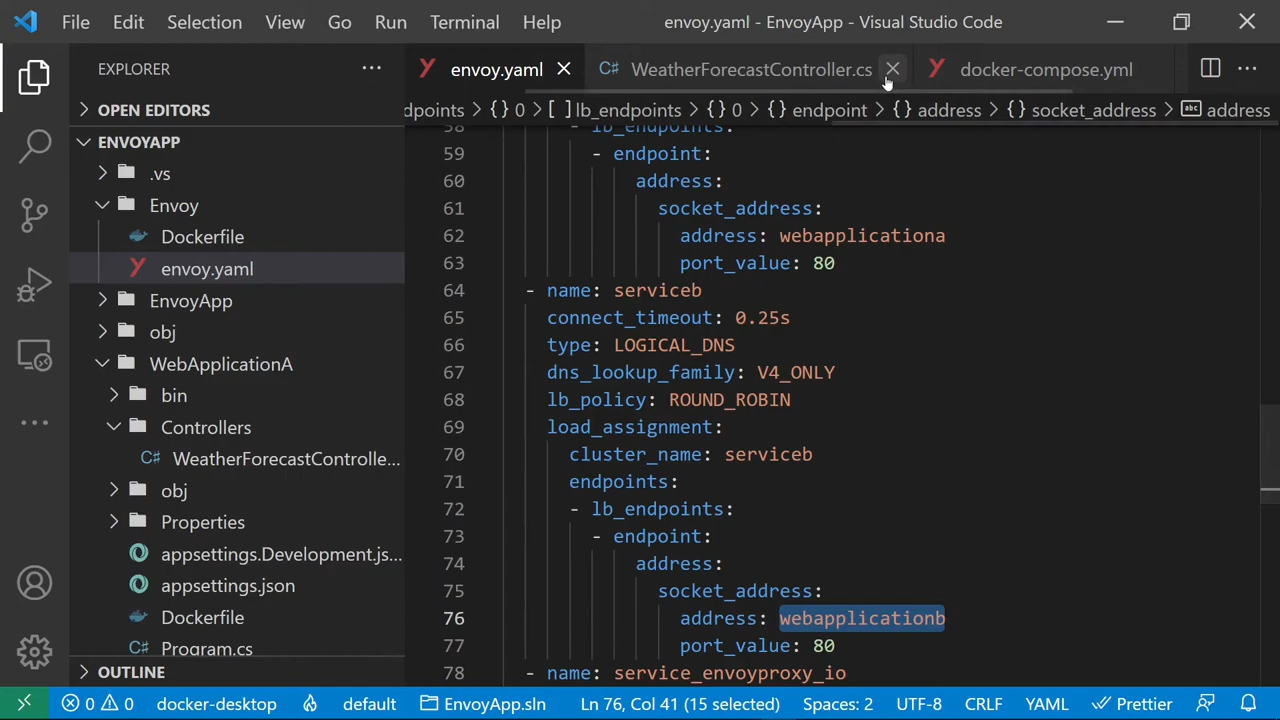 File Edit Selection View Go Run Terminal Help envoy.yaml - EnvoyApp - Visual Studio Code
EXPLORER
envoy.yaml WeatherForecastController.cs docker-compose.yml
OPEN EDITORS
dpoints > {} 0 > [ ] lb_endpoints > {} 0 > {} endpoint > {} address > {} socket_address > abc address
ENVOYAPP
.vs
Envoy
Dockerfile
envoy.yaml
EnvoyApp
obj
WebApplicationA
bin
Controllers
WeatherForecastControlle...
obj
Properties
appsettings.Development.js...
appsettings.json
Dockerfile
Program.cs
OUTLINE
58 - lb_endpoints:
59 - endpoint:
60 address:
61 socket_address:
62 address: webapplicationa
63 port_value: 80
64 - name: serviceb
65 connect_timeout: 0.25s
66 type: LOGICAL_DNS
67 dns_lookup_family: V4_ONLY
68 lb_policy: ROUND_ROBIN
69 load_assignment:
70 cluster_name: serviceb
71 endpoints:
72 - lb_endpoints:
73 - endpoint:
74 address:
75 socket_address:
76 address: webapplicationb
77 port_value: 80
78 - name: service_envoyproxy_io
0 0 docker-desktop default EnvoyApp.sln Ln 76, Col 41 (15 selected) Spaces: 2 UTF-8 CRLF YAML Prettier